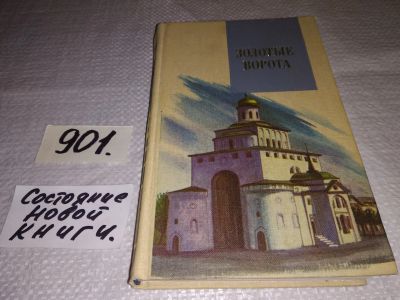 ЗОЛОТЫЕ
ВОРОТА
901.
Состояние
Новой
книги.